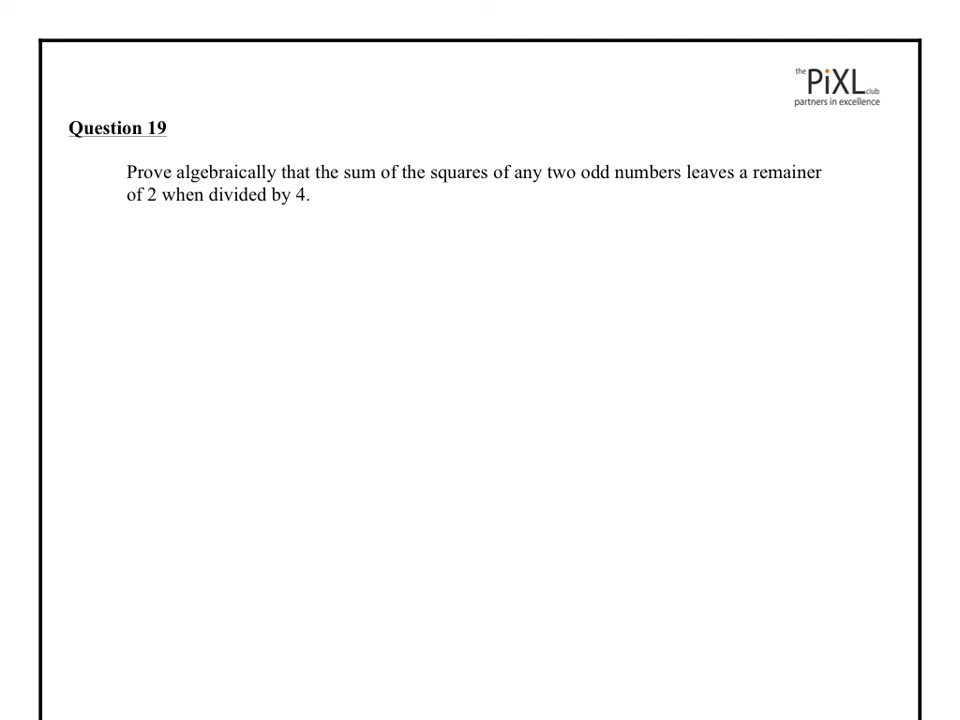 the PiXL club
partners in excellence
Question 19
Prove algebraically that the sum of the squares of any two odd numbers leaves a remainer
of 2 when divided by 4.